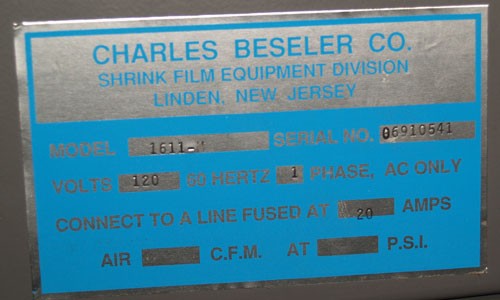 CHARLES BESELER CO.
SHRINK FILM EQUIPMENT DIVISION
LINDEN, NEW JERSEY
MODEL 1611- SERIAL NO. 06910541
VOLTS 120 60 HERTZ 1 PHASE, AC ONLY
CONNECT TO A LINE FUSED AT 20 AMPS
AIR C.F.M. AT P.S.I.